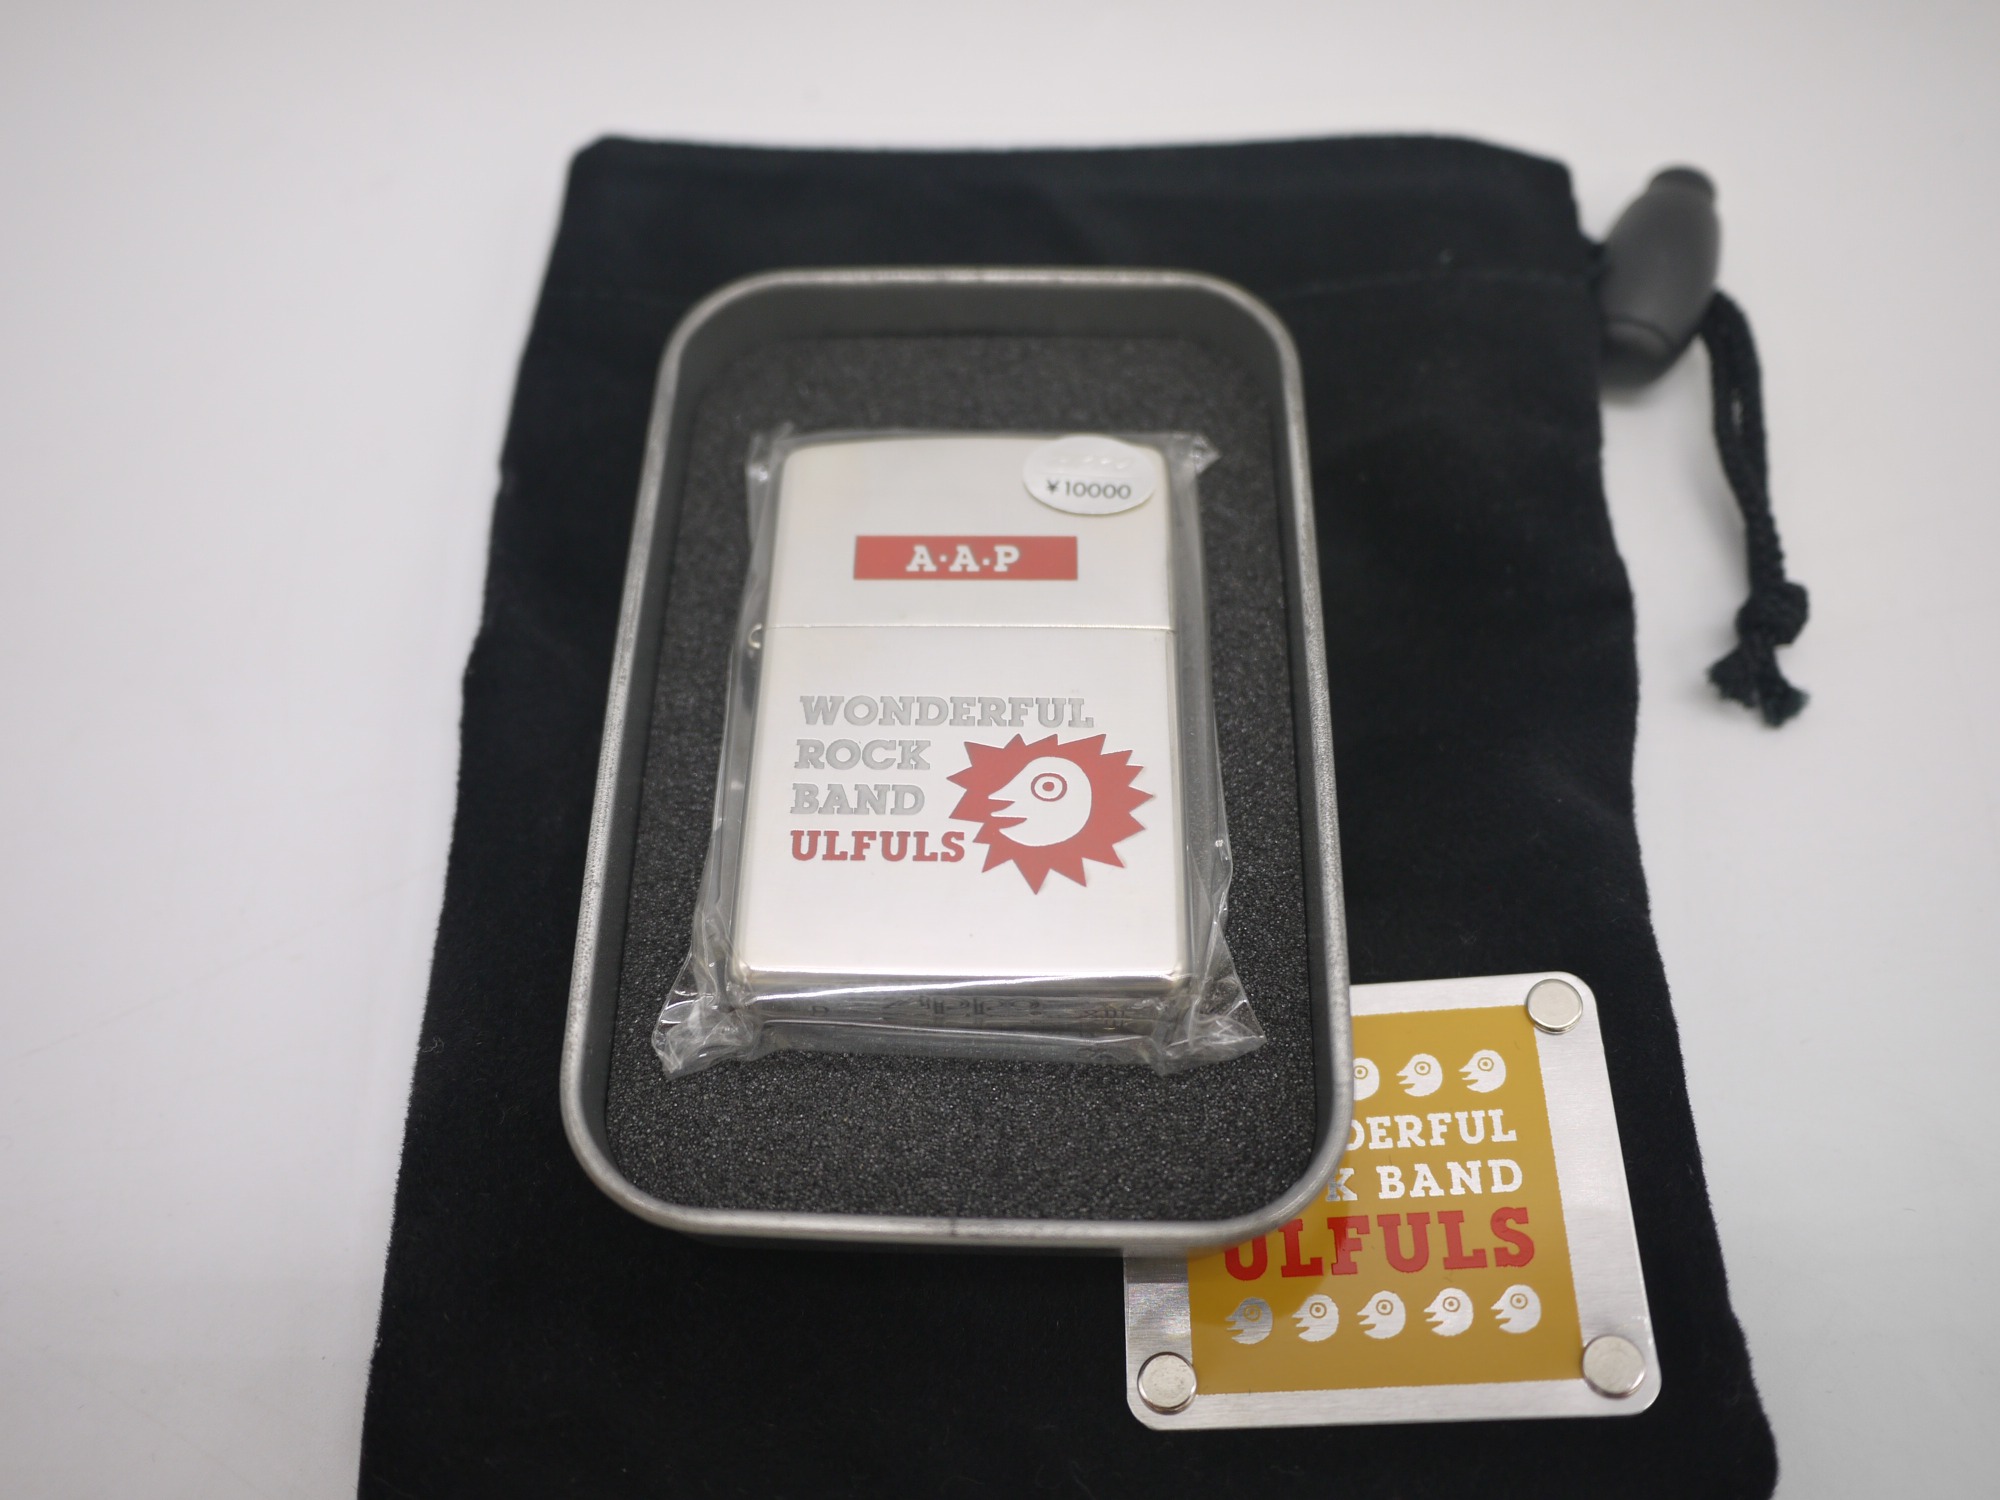 ¥10000
A·A·P
WONDERFUL
ROCK
BAND
ULFULS
DERFUL
K BAND
ULFULS